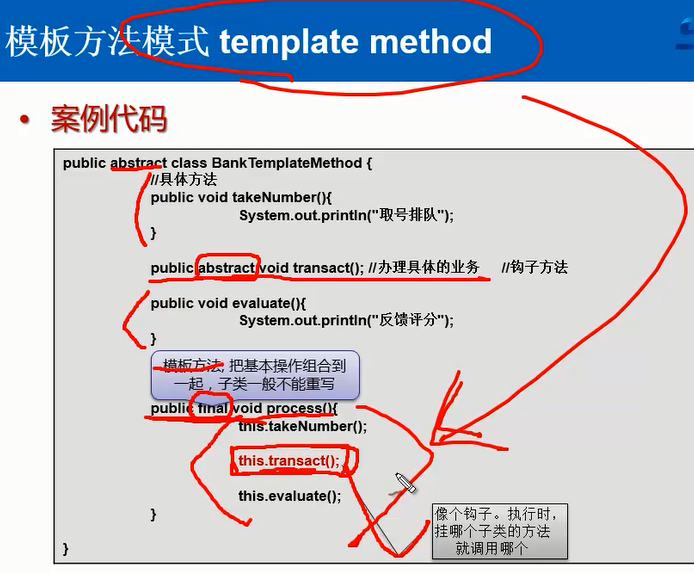 模板方法模式 template method
• 案例代码
public abstract class BankTemplateMethod {
//具体方法
public void takeNumber(){
System.out.println("取号排队");
}
public abstract void transact(); //办理具体的业务 //钩子方法
public void evaluate(){
System.out.println("反馈评分");
}
模板方法, 把基本操作组合到
一起，子类一般不能重写
public final void process(){
this.takeNumber();
this.transact();
this.evaluate();
}
像个钩子。执行时，
挂哪个子类的方法
就调用哪个
}